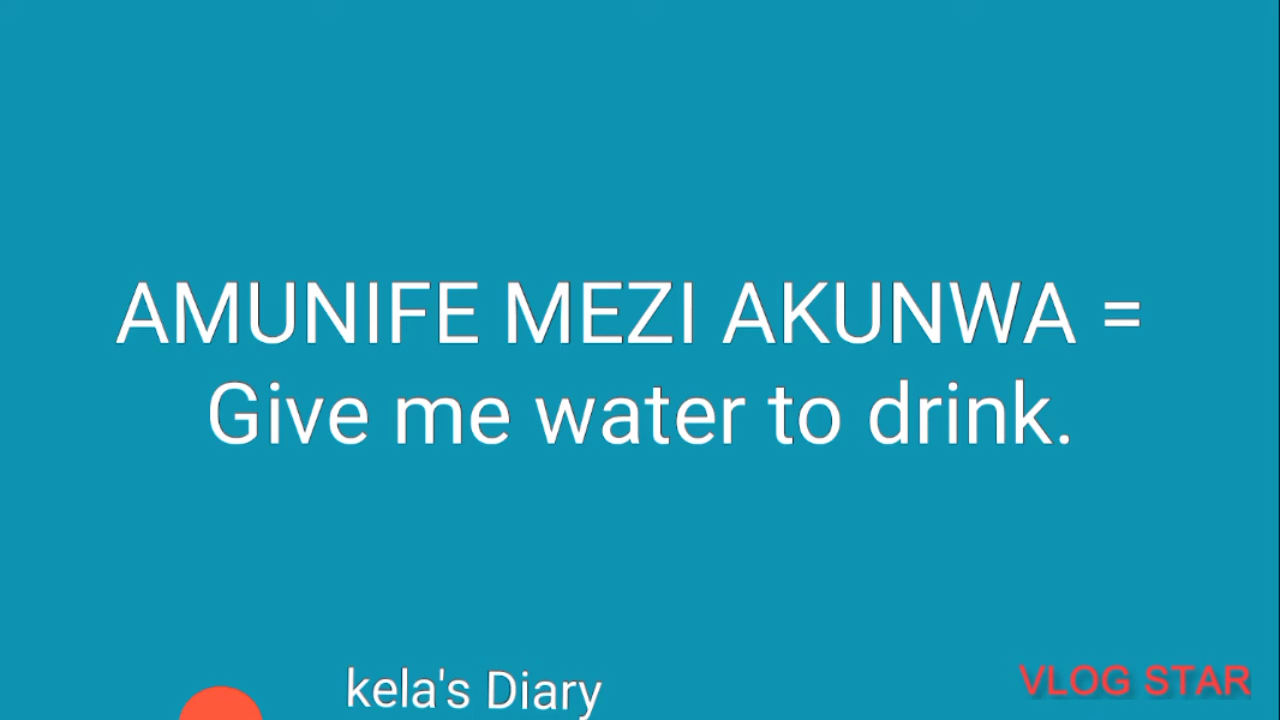 AMUNIFE MEZI AKUNWA =
Give me water to drink.
kela's Diary
VLOG STAR